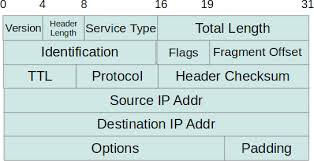 0 4 8 16 19 31
Version Header Length Service Type Total Length
Identification Flags Fragment Offset
TTL Protocol Header Checksum
Source IP Addr
Destination IP Addr
Options Padding